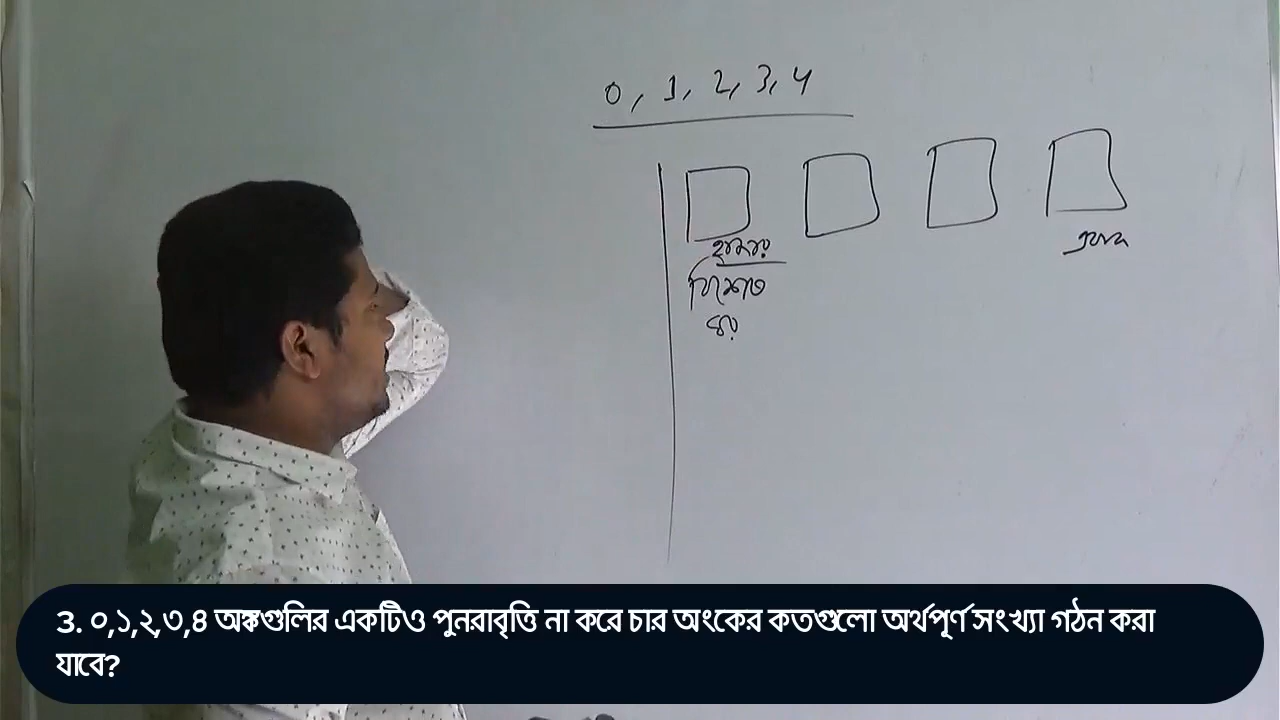 0, 1, 2, 3, 4
হাজার
বিশেষ
3. ০,১,২,৩,৪ অঙ্কগুলির একটিও পুনরাবৃত্তি না করে চার অংকের কতগুলো অর্থপূর্ণ সংখ্যা গঠন করা
যাবে?